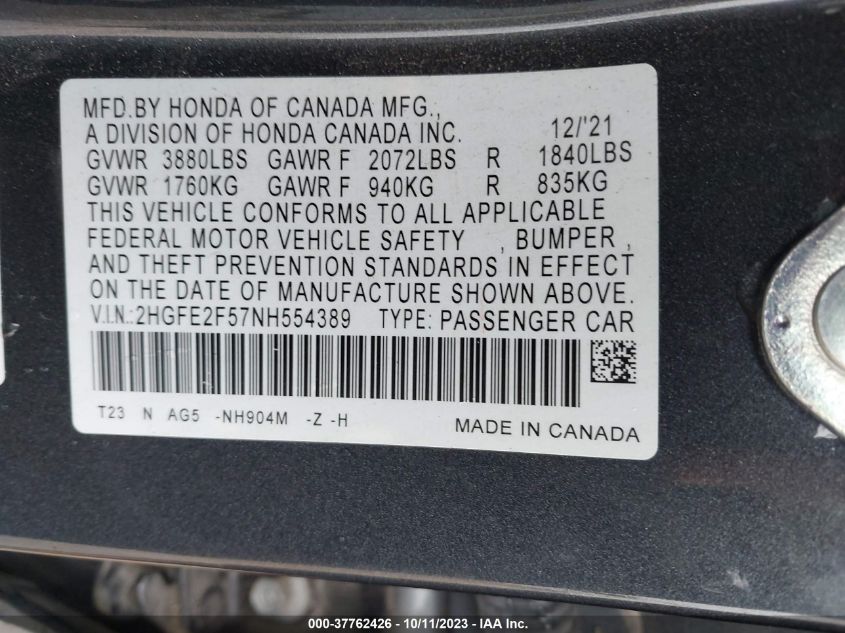 MFD.BY HONDA OF CANADA MFG.,
A DIVISION OF HONDA CANADA INC. 12/'21
GVWR 3880LBS GAWR F 2072LBS R 1840LBS
GVWR 1760KG GAWR F 940KG R 835KG
THIS VEHICLE CONFORMS TO ALL APPLICABLE
FEDERAL MOTOR VEHICLE SAFETY , BUMPER ,
AND THEFT PREVENTION STANDARDS IN EFFECT
ON THE DATE OF MANUFACTURE SHOWN ABOVE.
V.I.N.:2HGFE2F57NH554389 TYPE: PASSENGER CAR
T23 N AG5 -NH904M -Z -H
MADE IN CANADA
000-37762426 - 10/11/2023 - IAA Inc.